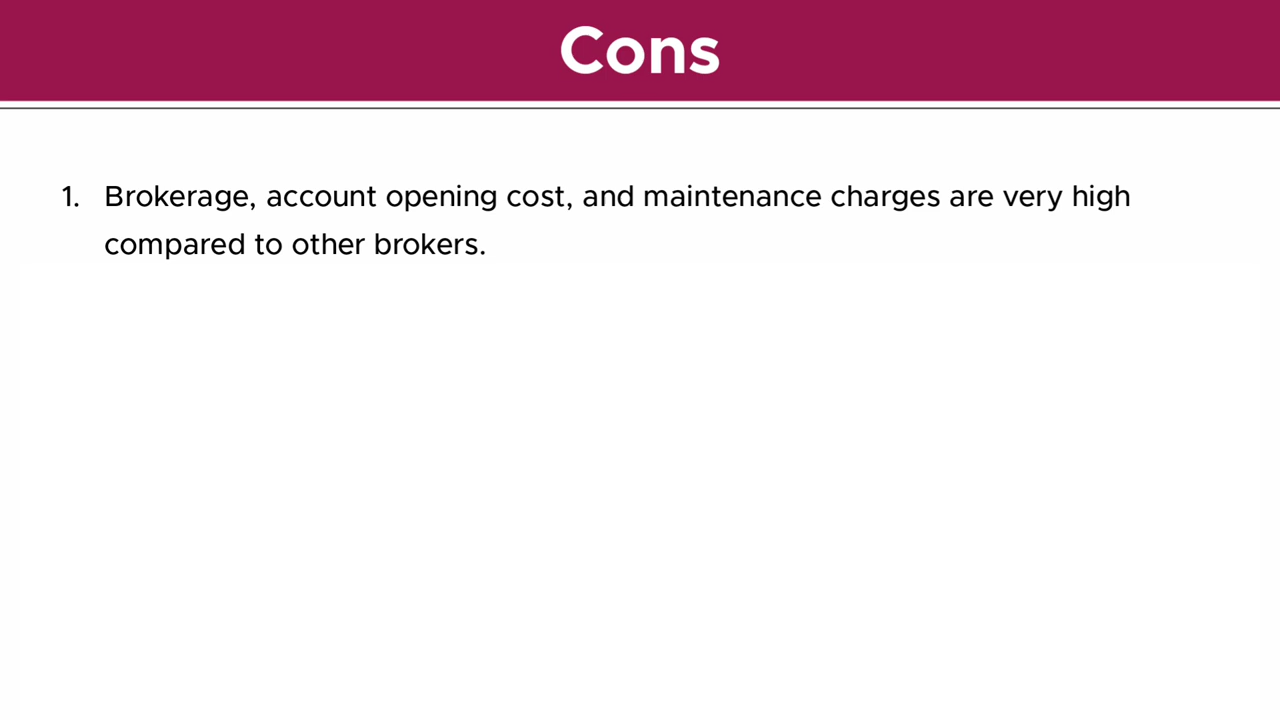 Cons
1. Brokerage, account opening cost, and maintenance charges are very high
compared to other brokers.